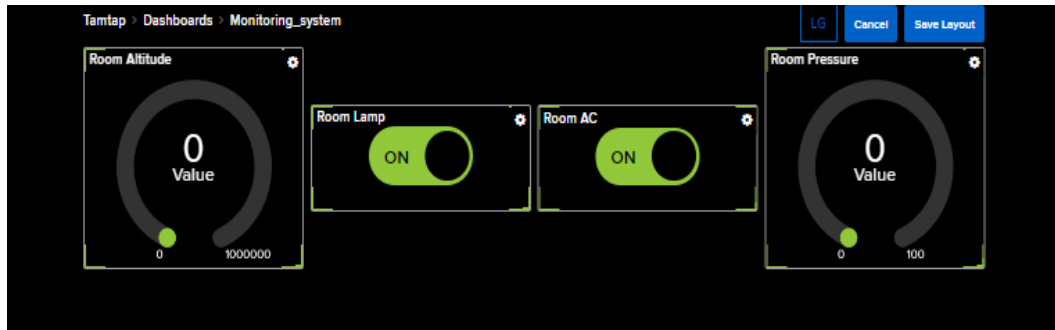 Tamtap > Dashboards > Monitoring_system
LG
Cancel
Save Layout
Room Altitude
0
Value
0
1000000
Room Lamp
ON
Room AC
ON
Room Pressure
0
Value
0
100